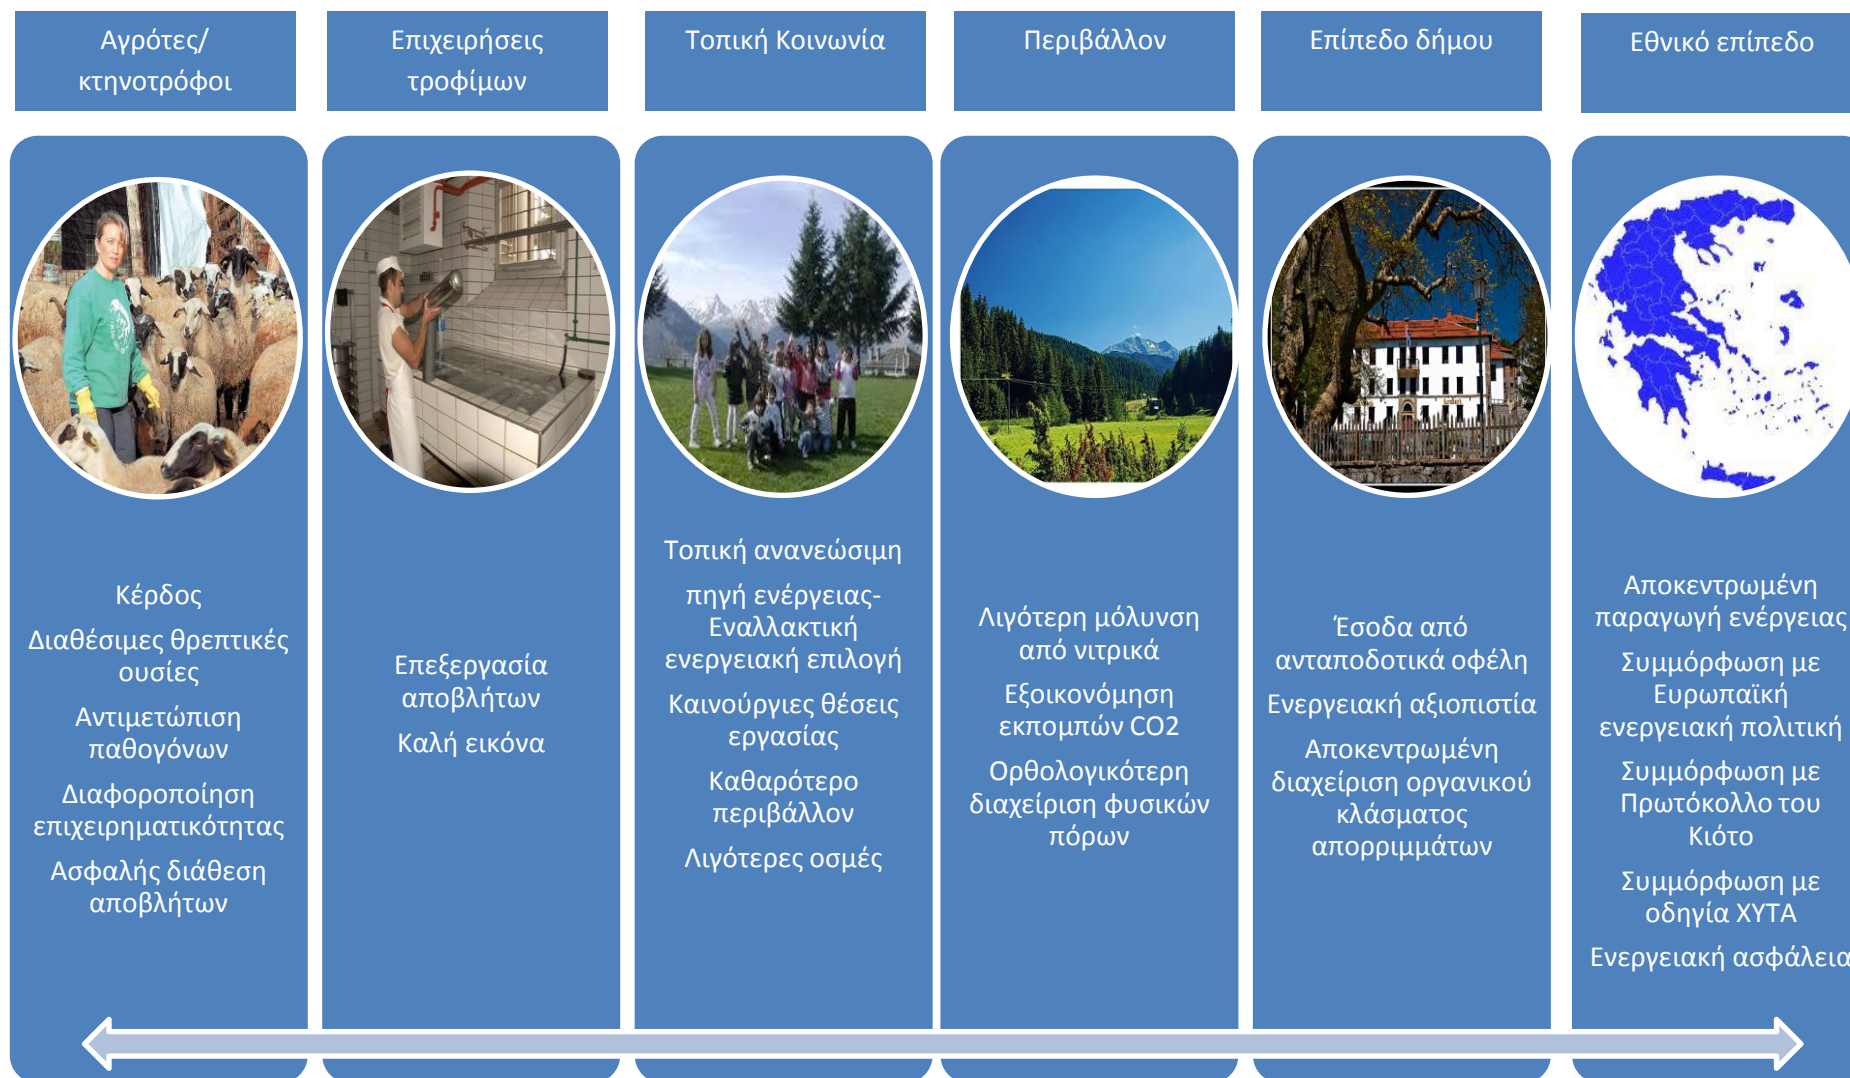 Αγρότες/
κτηνοτρόφοι
Επιχειρήσεις
τροφίμων
Τοπική Κοινωνία
Περιβάλλον
Επίπεδο δήμου
Εθνικό επίπεδο
Κέρδος
Διαθέσιμες θρεπτικές
ουσίες
Αντιμετώπιση
παθογόνων
Διαφοροποίηση
επιχειρηματικότητας
Ασφαλής διάθεση
αποβλήτων
Επεξεργασία
αποβλήτων
Καλή εικόνα
Τοπική ανανεώσιμη
πηγή ενέργειας-
Εναλλακτική
ενεργειακή επιλογή
Καινούργιες θέσεις
εργασίας
Καθαρότερο
περιβάλλον
Λιγότερες οσμές
Λιγότερη μόλυνση
από νιτρικά
Εξοικονόμηση
εκπομπών CO2
Ορθολογικότερη
διαχείριση φυσικών
πόρων
Eurobank
Έσοδα από
ανταποδοτικά οφέλη
Ενεργειακή αξιοπιστία
Αποκεντρωμένη
διαχείριση οργανικού
κλάσματος
απορριμμάτων
Αποκεντρωμένη
παραγωγή ενέργειας
Συμμόρφωση με
Ευρωπαϊκή
ενεργειακή πολιτική
Συμμόρφωση με
Πρωτόκολλο του
Κιότο
Συμμόρφωση με
οδηγία ΧΥΤΑ
Ενεργειακή ασφάλεια